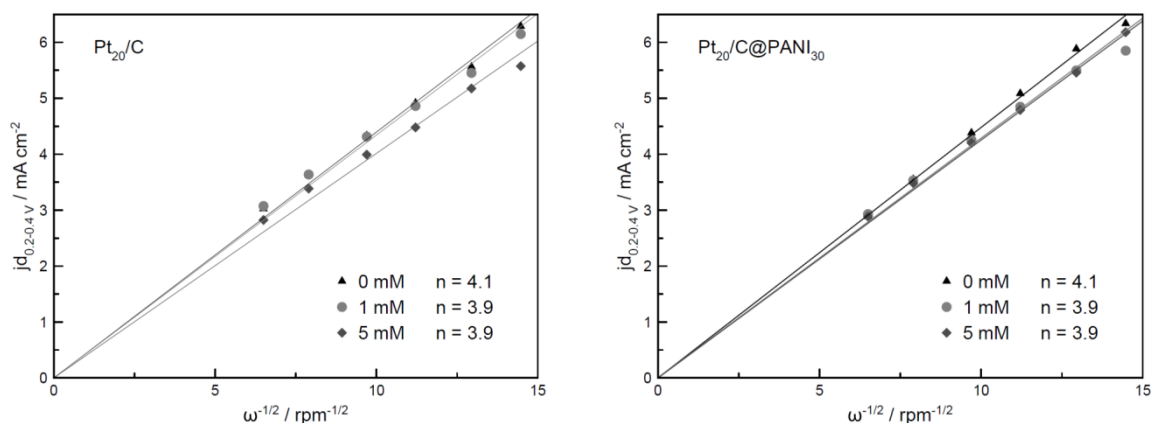 Pt₂₀/C
jd₀.₂₋₀.₄ ᵥ / mA cm⁻²
6
5
4
3
2
1
0
0 mM n = 4.1
1 mM n = 3.9
5 mM n = 3.9
0 5 10 15
ω⁻¹/² / rpm⁻¹/²
Pt₂₀/C@PANI₃₀
jd₀.₂₋₀.₄ ᵥ / mA cm⁻²
6
5
4
3
2
1
0
0 mM n = 4.1
1 mM n = 3.9
5 mM n = 3.9
0 5 10 15
ω⁻¹/² / rpm⁻¹/²